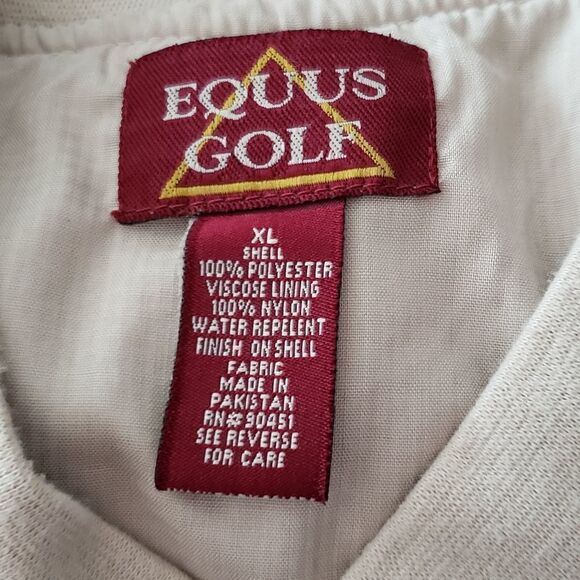 EQUUS
GOLF
XL
SHELL
100% POLYESTER
VISCOSE LINING
100% NYLON
WATER REPELENT
FINISH ON SHELL
FABRIC
MADE IN
PAKISTAN
RN# 90451
SEE REVERSE
FOR CARE